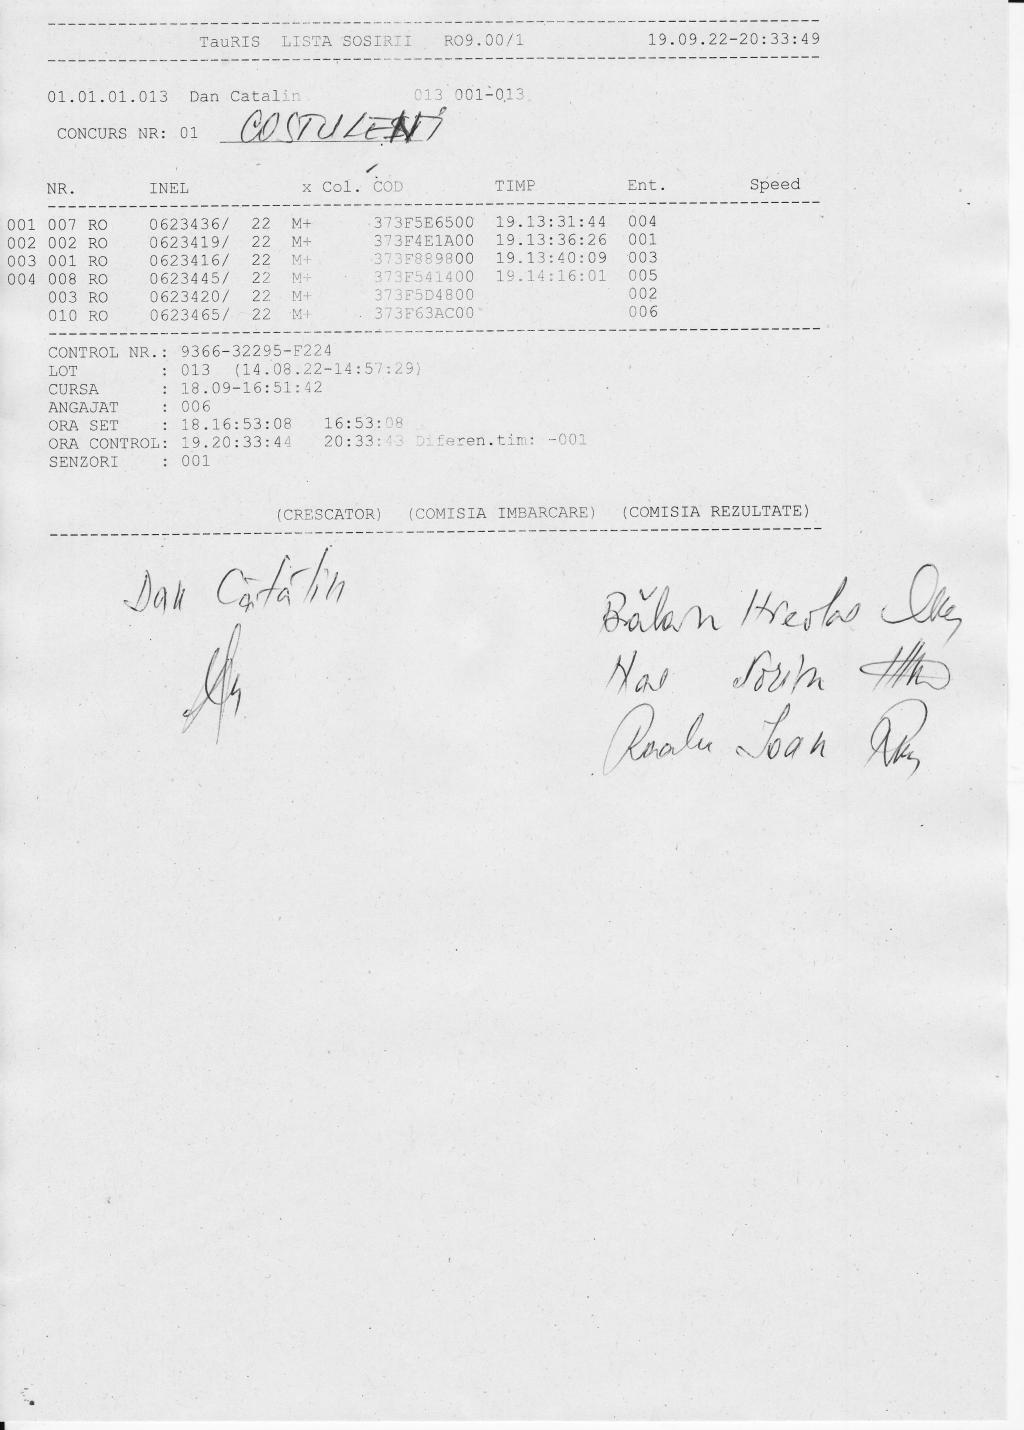 TauRIS LISTA SOSIRII RO9.00/1 19.09.22-20:33:49
01.01.01.013 Dan Catalin 013 001-013
CONCURS NR: 01 COSTULENI
NR. INEL x Col. COD TIMP Ent. Speed
001 007 RO 0623436/ 22 M+ 373F5E6500 19.13:31:44 004
002 002 RO 0623419/ 22 M+ 373F4E1A00 19.13:36:26 001
003 001 RO 0623416/ 22 M+ 373F889800 19.13:40:09 003
004 008 RO 0623445/ 22 M+ 373F541400 19.14:16:01 005
003 RO 0623420/ 22 M+ 373F5D4800 002
010 RO 0623465/ 22 M+ 373F63AC00 006
CONTROL NR.: 9366-32295-F224
LOT : 013 (14.08.22-14:57:29)
CURSA : 18.09-16:51:42
ANGAJAT : 006
ORA SET : 18.16:53:08 16:53:08
ORA CONTROL: 19.20:33:44 20:33:43 Diferen.tim: -001
SENZORI : 001
(CRESCATOR) (COMISIA IMBARCARE) (COMISIA REZULTATE)
Dan Cătălin
Bălan
Ioan